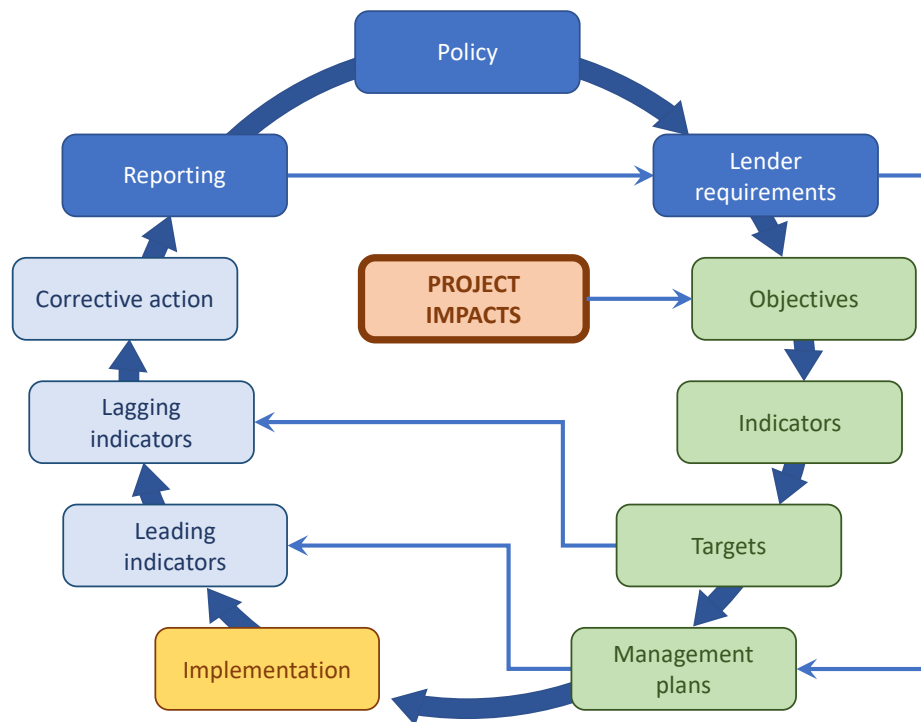 Policy
Reporting
Lender
requirements
Corrective action
PROJECT
IMPACTS
Objectives
Lagging
indicators
Indicators
Leading
indicators
Targets
Implementation
Management
plans